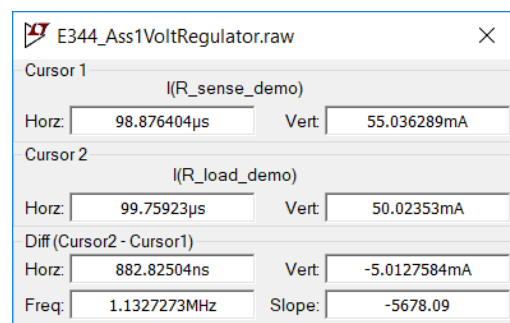 E344_Ass1VoltRegulator.raw
Cursor 1
I(R_sense_demo)
Horz: 98.876404µs Vert: 55.036289mA
Cursor 2
I(R_load_demo)
Horz: 99.75923µs Vert: 50.02353mA
Diff (Cursor2 - Cursor1)
Horz: 882.82504ns Vert: -5.0127584mA
Freq: 1.1327273MHz Slope: -5678.09